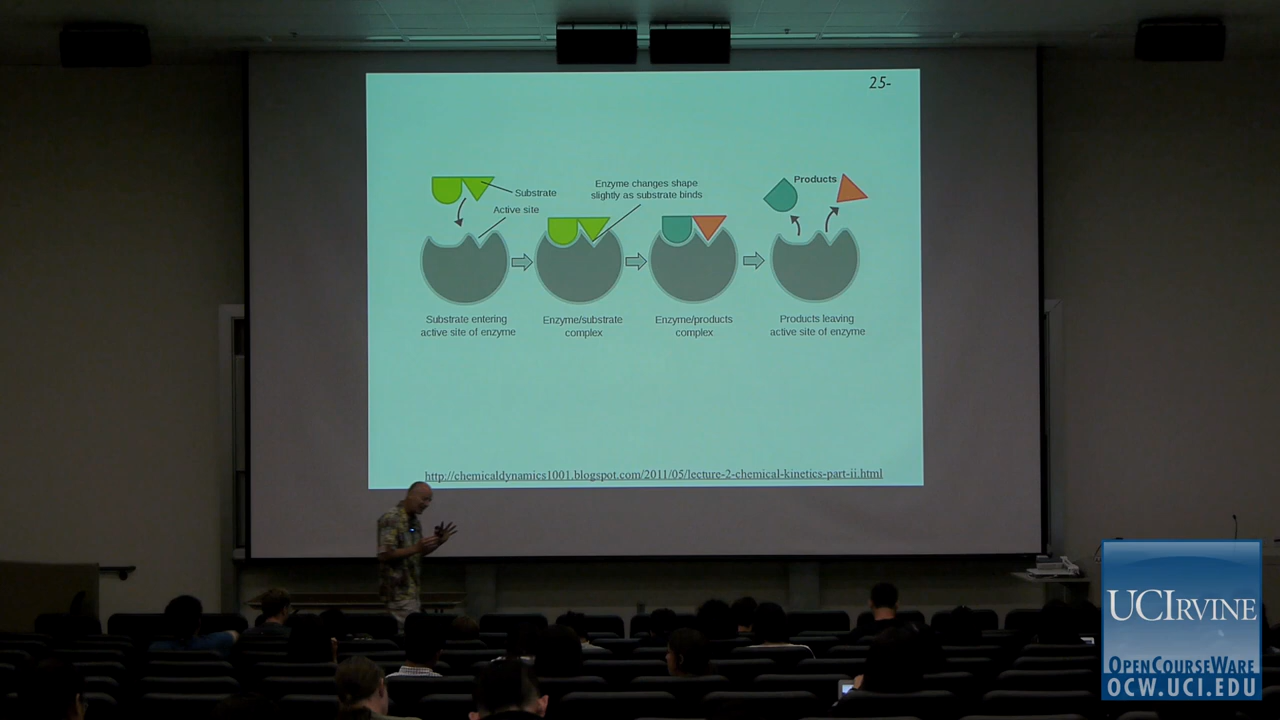 25-
Substrate
Active site
Enzyme changes shape
slightly as substrate binds
Products
Substrate entering
active site of enzyme
Enzyme/substrate
complex
Enzyme/products
complex
Products leaving
active site of enzyme
http://chemicaldynamics1001.blogspot.com/2011/05/lecture-2-chemical-kinetics-part-ii.html
UCIRVINE
OPENCOURSEWARE
OCW.UCI.EDU